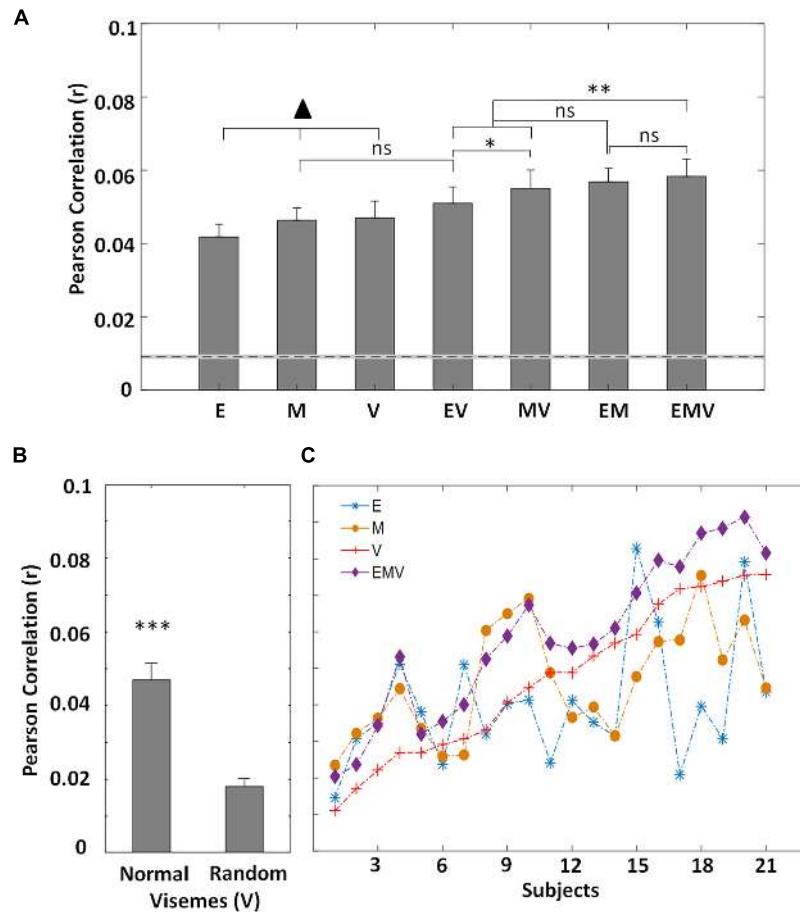 A
Pearson Correlation (r)
0.1
0.08
0.06
0.04
0.02
0
▲
ns
*
**
ns
ns
E M V EV MV EM EMV
B
Pearson Correlation (r)
0.1
0.08
0.06
0.04
0.02
0
***
Normal Random
Visemes (V)
C
E
M
V
EMV
3 6 9 12 15 18 21
Subjects